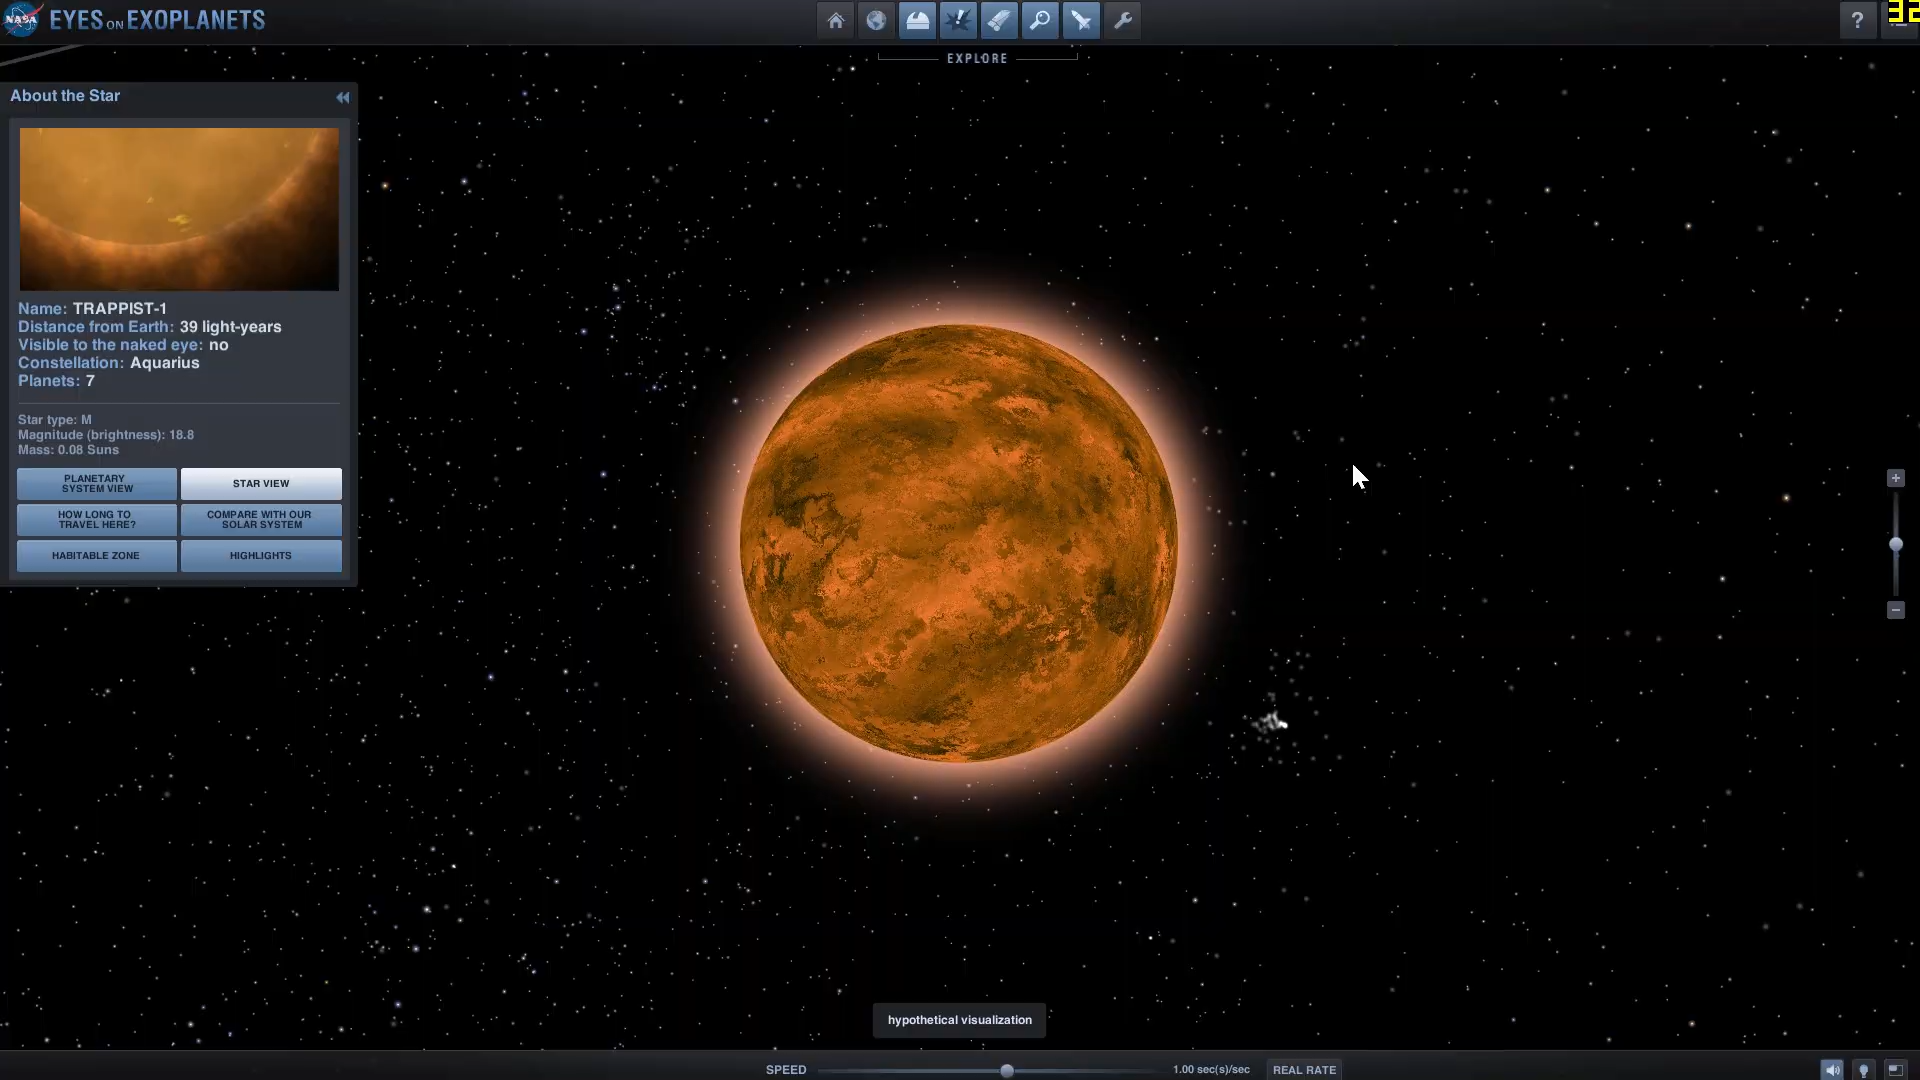 NASA
EYES ON EXOPLANETS
?
32
EXPLORE
About the Star
Name: TRAPPIST-1
Distance from Earth: 39 light-years
Visible to the naked eye: no
Constellation: Aquarius
Planets: 7
Star type: M
Magnitude (brightness): 18.8
Mass: 0.08 Suns
PLANETARY
SYSTEM VIEW
STAR VIEW
HOW LONG TO
TRAVEL HERE?
COMPARE WITH OUR
SOLAR SYSTEM
HABITABLE ZONE
HIGHLIGHTS
hypothetical visualization
SPEED
1.00 sec(s)/sec
REAL RATE